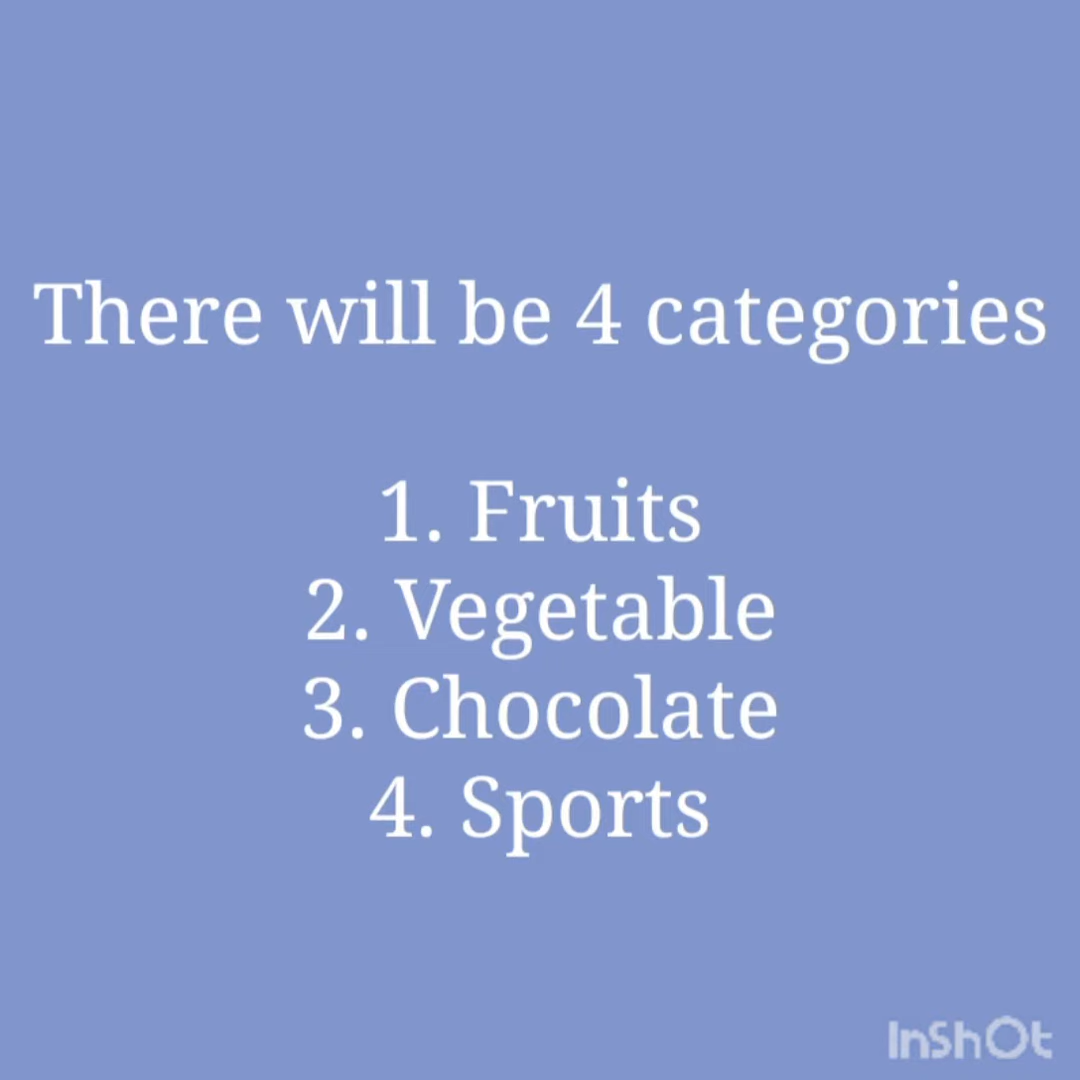 There will be 4 categories
1. Fruits
2. Vegetable
3. Chocolate
4. Sports
InShOt